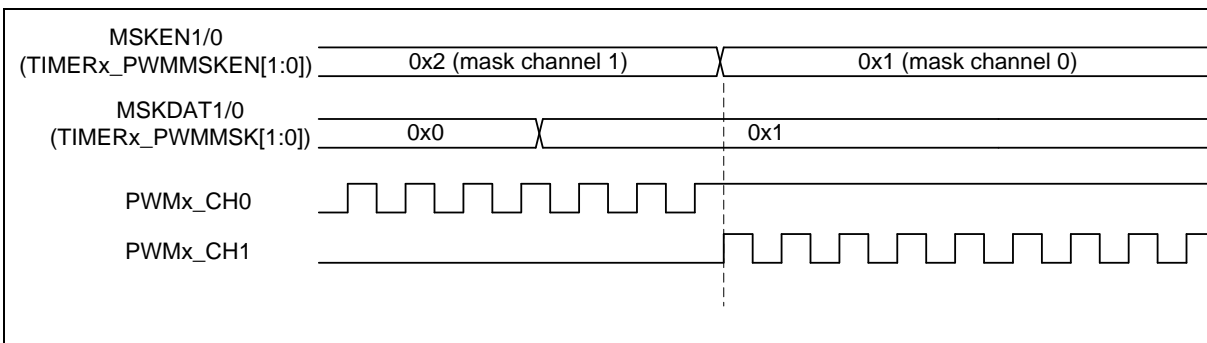 MSKEN1/0
(TIMERx_PWMMSKEN[1:0])
0x2 (mask channel 1)
0x1 (mask channel 0)
MSKDAT1/0
(TIMERx_PWMMSK[1:0])
0x0
0x1
PWMx_CH0
PWMx_CH1